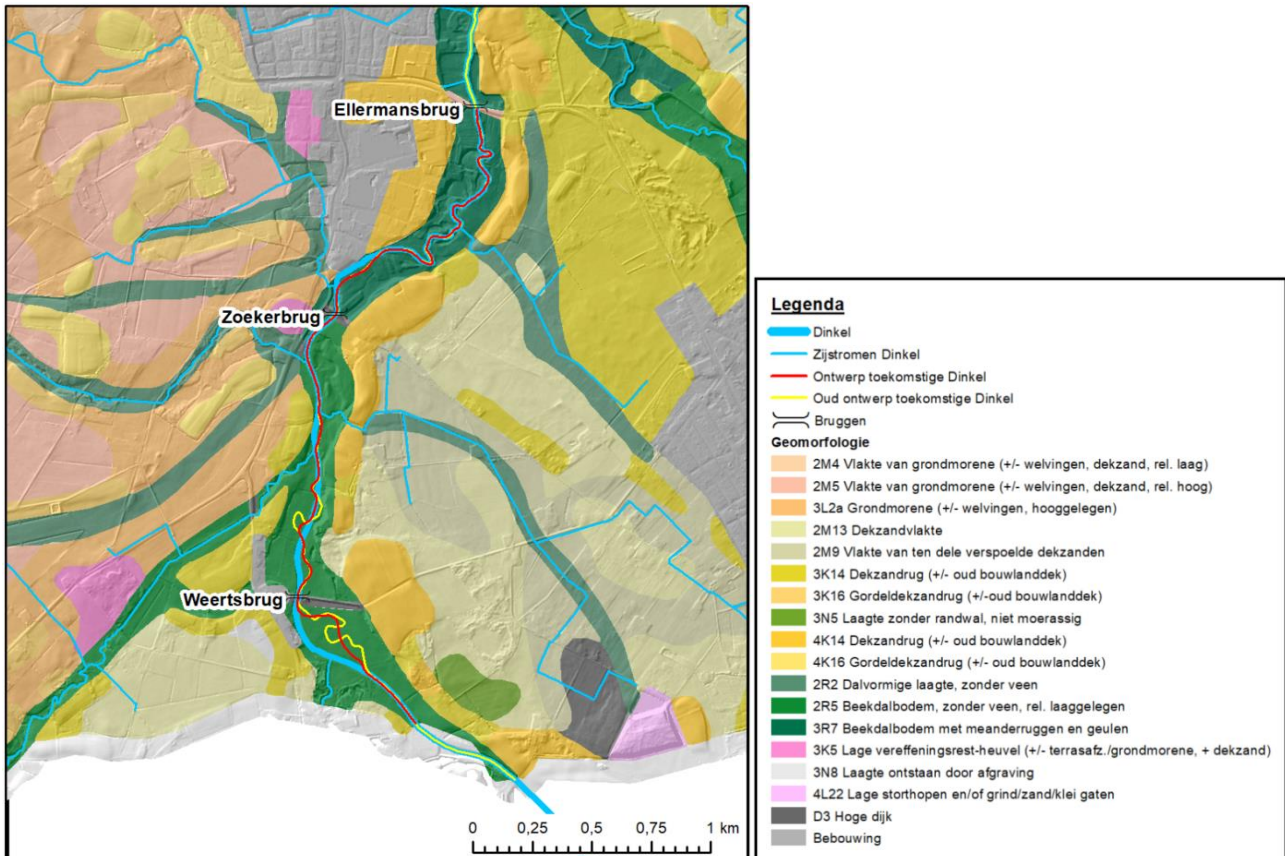 Ellermansbrug
Zoekerbrug
Weertsbrug
0 0,25 0,5 0,75 1 km
Legenda
Dinkel
Zijstromen Dinkel
Ontwerp toekomstige Dinkel
Oud ontwerp toekomstige Dinkel
Bruggen
Geomorfologie
2M4 Vlakte van grondmorene (+/- welvingen, dekzand, rel. laag)
2M5 Vlakte van grondmorene (+/- welvingen, dekzand, rel. hoog)
3L2a Grondmorene (+/- welvingen, hooggelegen)
2M13 Dekzandvlakte
2M9 Vlakte van ten dele verspoelde dekzanden
3K14 Dekzandrug (+/- oud bouwlanddek)
3K16 Gordeldekzandrug (+/-oud bouwlanddek)
3N5 Laagte zonder randwal, niet moerassig
4K14 Dekzandrug (+/- oud bouwlanddek)
4K16 Gordeldekzandrug (+/- oud bouwlanddek)
2R2 Dalvormige laagte, zonder veen
2R5 Beekdalbodem, zonder veen, rel. laaggelegen
3R7 Beekdalbodem met meanderruggen en geulen
3K5 Lage vereffeningsrest-heuvel (+/- terrasafz./grondmorene, + dekzand)
3N8 Laagte ontstaan door afgraving
4L22 Lage storthopen en/of grind/zand/klei gaten
D3 Hoge dijk
Bebouwing